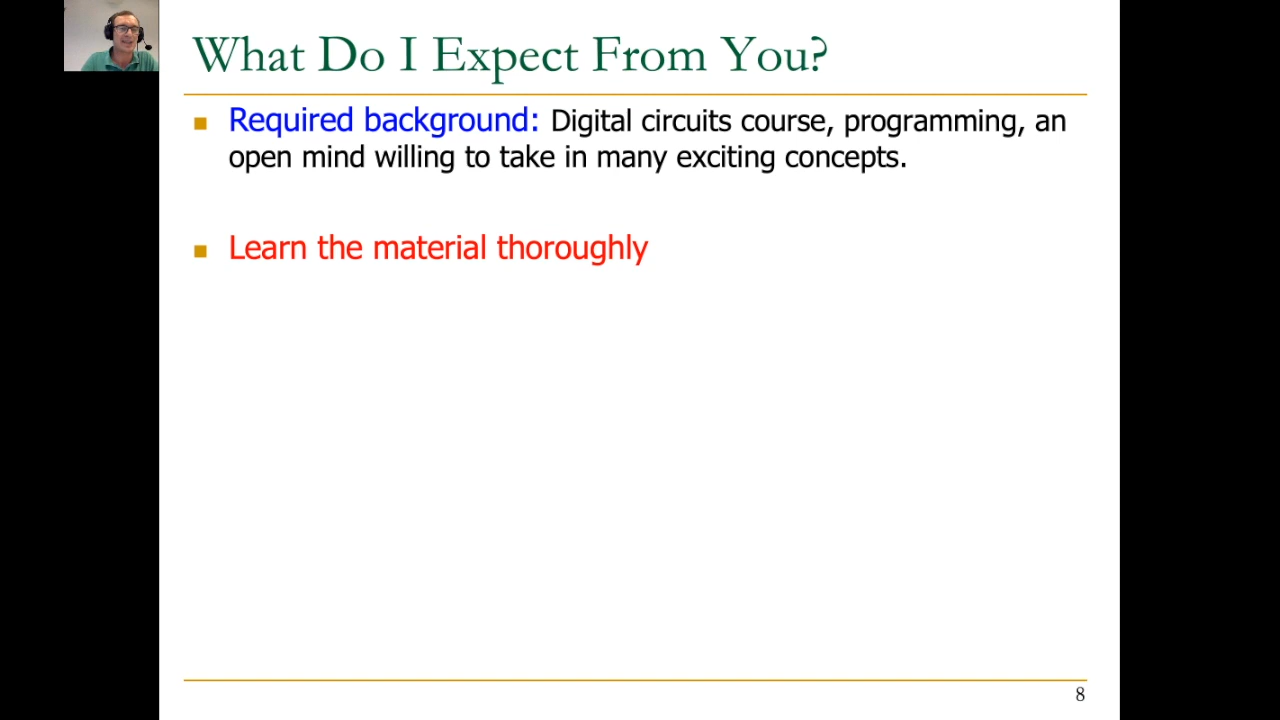 What Do I Expect From You?
Required background: Digital circuits course, programming, an
open mind willing to take in many exciting concepts.
Learn the material thoroughly
8